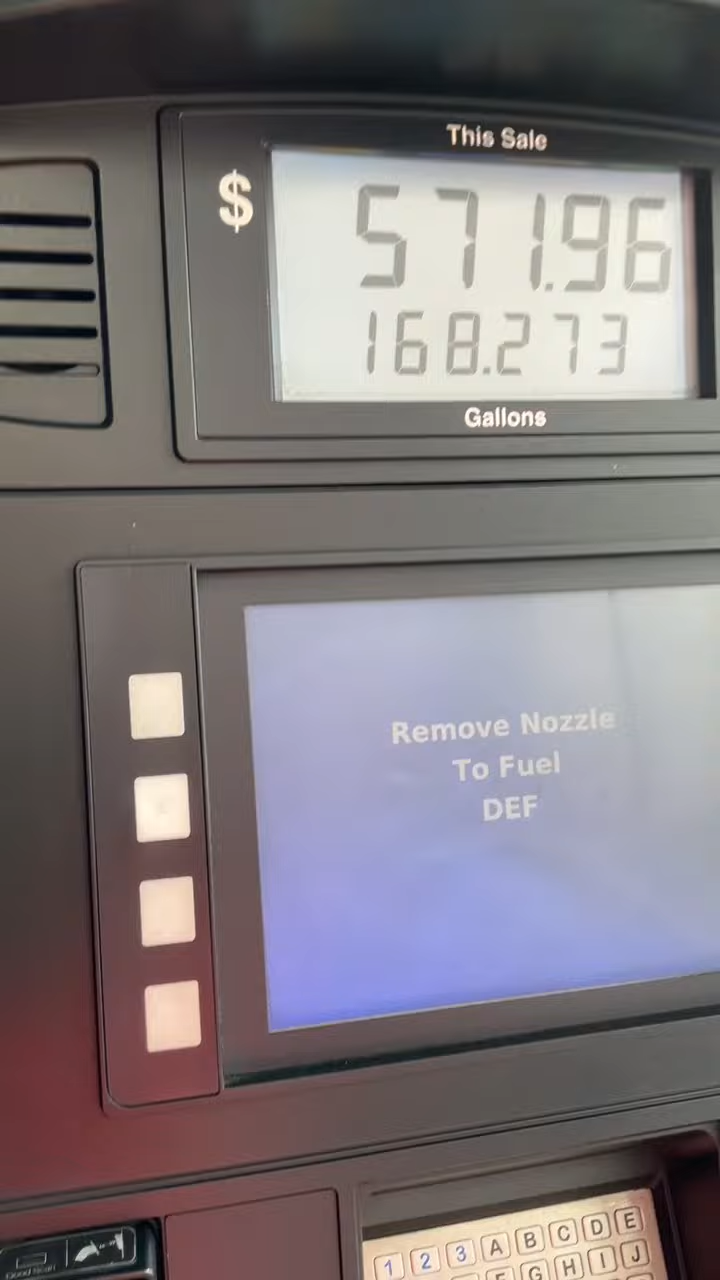 This Sale
$ 571.96
168.273
Gallons
Remove Nozzle
To Fuel
DEF
1 2 3 A B C D E
G H I J